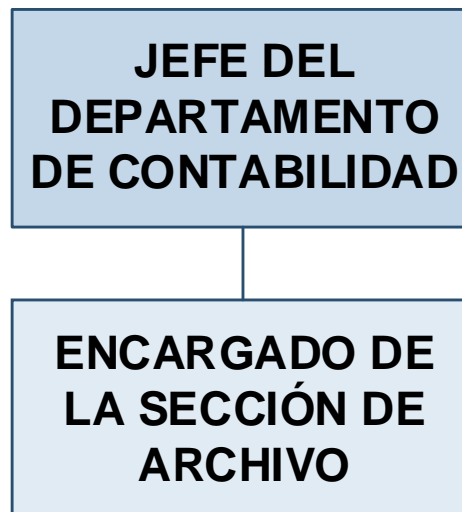 JEFE DEL
DEPARTAMENTO
DE CONTABILIDAD
ENCARGADO DE
LA SECCIÓN DE
ARCHIVO